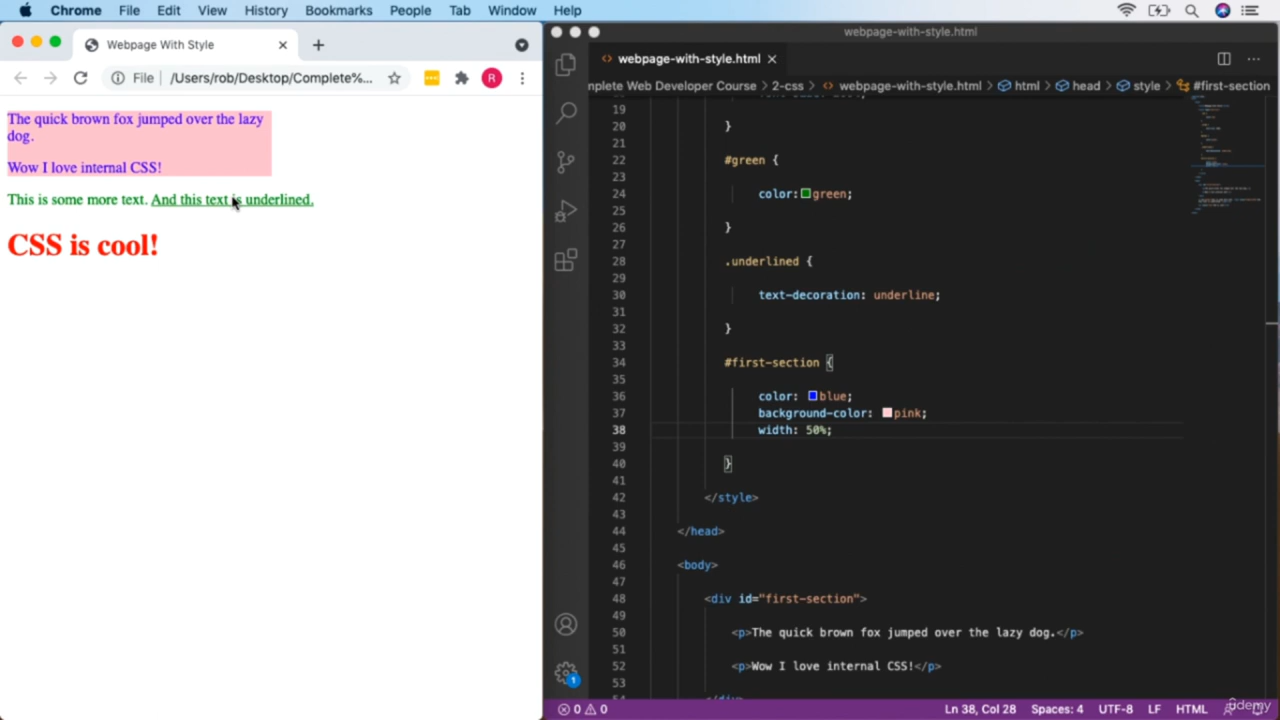 Chrome File Edit View History Bookmarks People Tab Window Help
Webpage With Style
File | /Users/rob/Desktop/Complete%...
R
The quick brown fox jumped over the lazy
dog.
Wow I love internal CSS!
This is some more text. And this text is underlined.
CSS is cool!
webpage-with-style.html
webpage-with-style.html
mplete Web Developer Course > 2-css > webpage-with-style.html > html > head > style > #first-section
19
20 }
21
22 #green {
23
24 color: green;
25
26 }
27
28 .underlined {
29
30 text-decoration: underline;
31
32 }
33
34 #first-section {
35
36 color: blue;
37 background-color: pink;
38 width: 50%;
39
40 }
41
42 </style>
43
44 </head>
45
46 <body>
47
48 <div id="first-section">
49
50 <p>The quick brown fox jumped over the lazy dog.</p>
51
52 <p>Wow I love internal CSS!</p>
53
1
0 0 Ln 38, Col 28 Spaces: 4 UTF-8 LF HTML
ûdemy